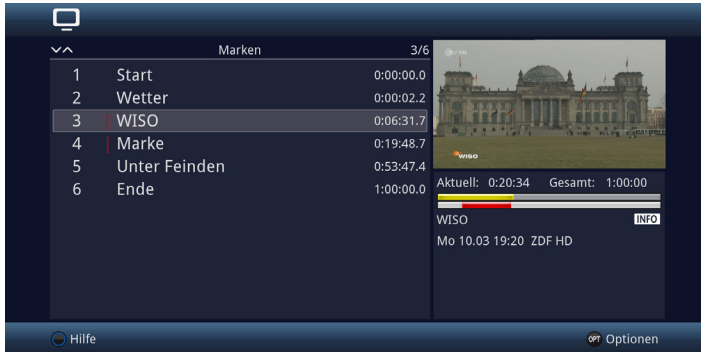 Marken 3/6
1 Start 0:00:00.0
2 Wetter 0:00:02.2
3 WISO 0:06:31.7
4 Marke 0:19:48.7
5 Unter Feinden 0:53:47.4
6 Ende 1:00:00.0
wiso
Aktuell: 0:20:34 Gesamt: 1:00:00
WISO INFO
Mo 10.03 19:20 ZDF HD
Hilfe
OPT Optionen